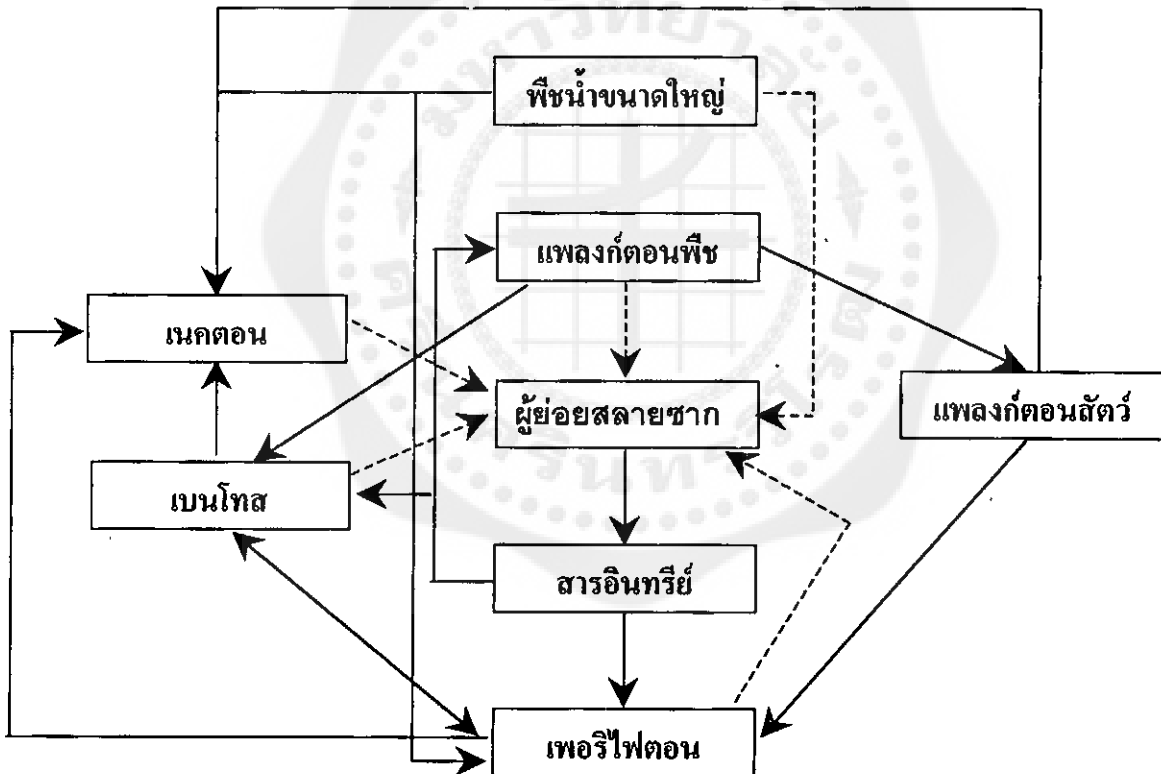 พืชน้ำขนาดใหญ่
แพลงก์ตอนพืช
เนคตอน
ผู้ย่อยสลายซาก
แพลงก์ตอนสัตว์
เบนโทส
สารอินทรีย์
เพอริไฟตอน